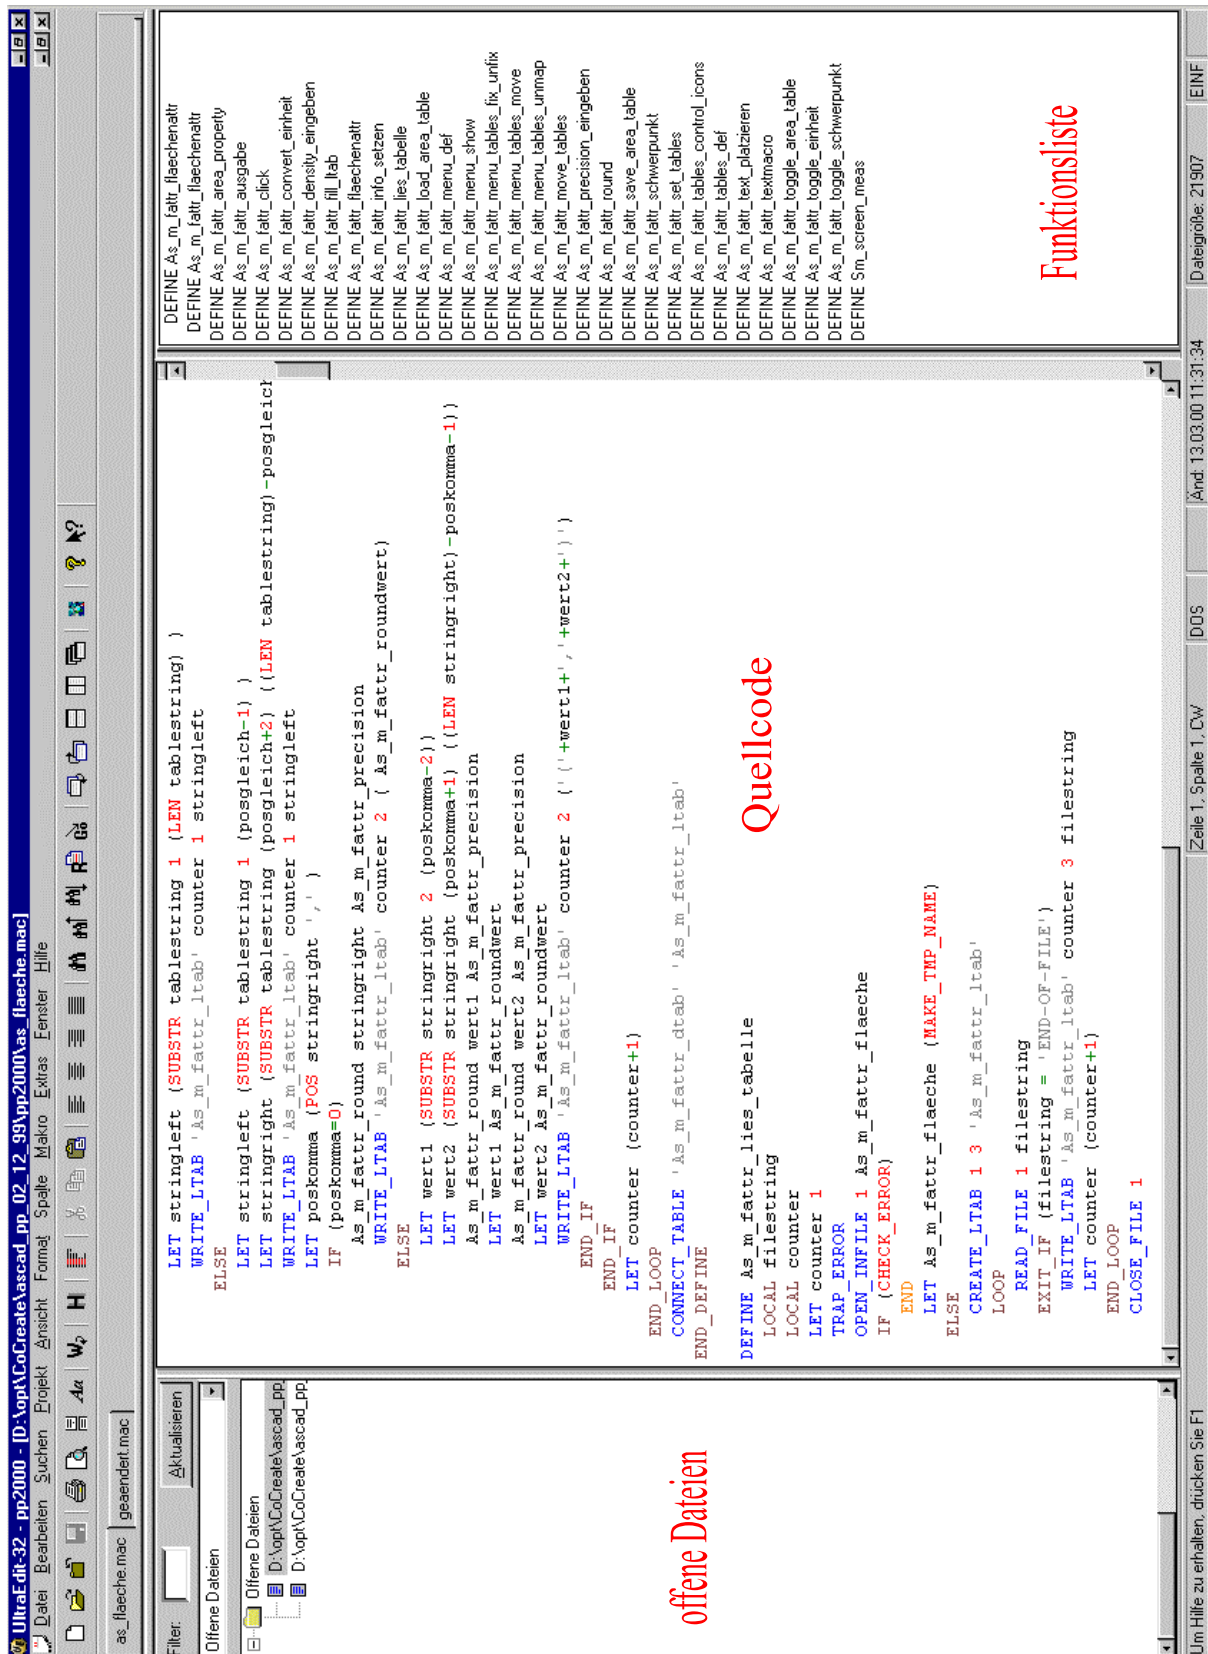 UltraEdit-32 - pp2000 - [D:\opt\CoCreate\ascad_pp_02_12_99\pp2000\as_flaeche.mac]
Datei Bearbeiten Suchen Projekt Ansicht Format Spalte Makro Extras Fenster Hilfe
as_flaeche.mac geaendert.mac
Filter: Aktualisieren
Offene Dateien
Offene Dateien
D:\opt\CoCreate\ascad_pp_
D:\opt\CoCreate\ascad_pp_
offene Dateien
LET stringleft (SUBSTR tablestring 1 (LEN tablestring) )
WRITE_LTAB 'As_m_fattr_ltab' counter 1 stringleft
ELSE
LET stringleft (SUBSTR tablestring 1 (posgleich-1) )
LET stringright (SUBSTR tablestring (posgleich+2) ((LEN tablestring)-posgleich
WRITE_LTAB 'As_m_fattr_ltab' counter 1 stringleft
LET poskomma (POS stringright ',' )
IF (poskomma=0)
As_m_fattr_round stringright As_m_fattr_precision
WRITE_LTAB 'As_m_fattr_ltab' counter 2 ( As_m_fattr_roundwert)
ELSE
LET wert1 (SUBSTR stringright 2 (poskomma-2))
LET wert2 (SUBSTR stringright (poskomma+1) ((LEN stringright)-poskomma-1))
As_m_fattr_round wert1 As_m_fattr_precision
LET wert1 As_m_fattr_roundwert
As_m_fattr_round wert2 As_m_fattr_precision
LET wert2 As_m_fattr_roundwert
WRITE_LTAB 'As_m_fattr_ltab' counter 2 ('('+wert1+','+wert2+')')
END_IF
END_IF
LET counter (counter+1)
END_LOOP
CONNECT_TABLE 'As_m_fattr_dtab' 'As_m_fattr_ltab'
END_DEFINE
DEFINE As_m_fattr_lies_tabelle
LOCAL filestring
LOCAL counter
LET counter 1
TRAP_ERROR
OPEN_INFILE 1 As_m_fattr_flaeche
IF (CHECK_ERROR)
END
LET As_m_fattr_flaeche (MAKE_TMP_NAME)
ELSE
CREATE_LTAB 1 3 'As_m_fattr_ltab'
LOOP
READ_FILE 1 filestring
EXIT_IF (filestring = 'END-OF-FILE')
WRITE_LTAB 'As_m_fattr_ltab' counter 3 filestring
LET counter (counter+1)
END_LOOP
CLOSE_FILE 1
Quellcode
DEFINE As_m_fattr_flaechenattr
DEFINE As_m_fattr_flaechenattr
DEFINE As_m_fattr_area_property
DEFINE As_m_fattr_ausgabe
DEFINE As_m_fattr_click
DEFINE As_m_fattr_convert_einheit
DEFINE As_m_fattr_density_eingeben
DEFINE As_m_fattr_fill_ltab
DEFINE As_m_fattr_flaechenattr
DEFINE As_m_fattr_info_setzen
DEFINE As_m_fattr_lies_tabelle
DEFINE As_m_fattr_load_area_table
DEFINE As_m_fattr_menu_def
DEFINE As_m_fattr_menu_show
DEFINE As_m_fattr_menu_tables_fix_unfix
DEFINE As_m_fattr_menu_tables_move
DEFINE As_m_fattr_menu_tables_unmap
DEFINE As_m_fattr_move_tables
DEFINE As_m_fattr_precision_eingeben
DEFINE As_m_fattr_round
DEFINE As_m_fattr_save_area_table
DEFINE As_m_fattr_schwerpunkt
DEFINE As_m_fattr_set_tables
DEFINE As_m_fattr_tables_control_icons
DEFINE As_m_fattr_tables_def
DEFINE As_m_fattr_text_platzieren
DEFINE As_m_fattr_textmacro
DEFINE As_m_fattr_toggle_area_table
DEFINE As_m_fattr_toggle_einheit
DEFINE As_m_fattr_toggle_schwerpunkt
DEFINE Sm_screen_meas
Funktionsliste
Um Hilfe zu erhalten, drücken Sie F1 Zeile 1, Spalte 1, CW DOS Änd: 13.03.00 11:31:34 Dateigröße: 21907 EINF